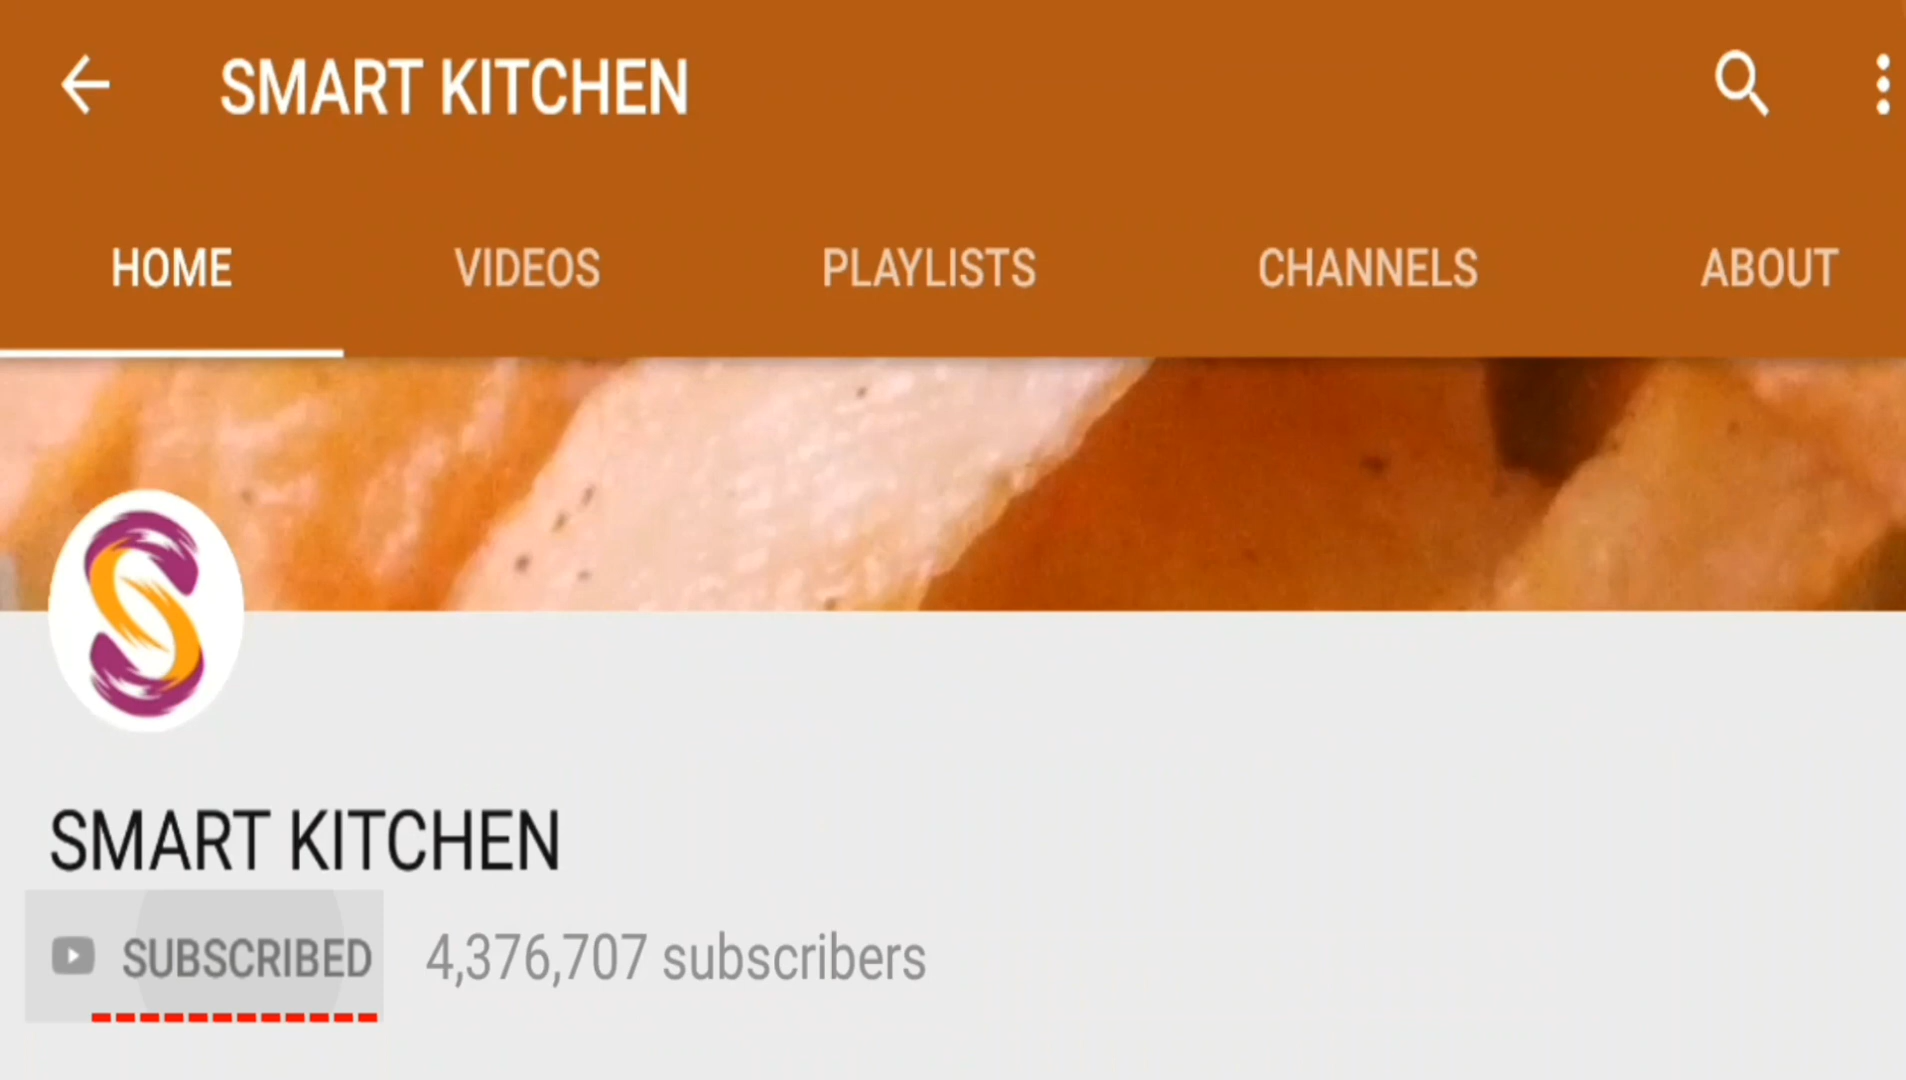 SMART KITCHEN
HOME VIDEOS PLAYLISTS CHANNELS ABOUT
SMART KITCHEN
SUBSCRIBED 4,376,707 subscribers